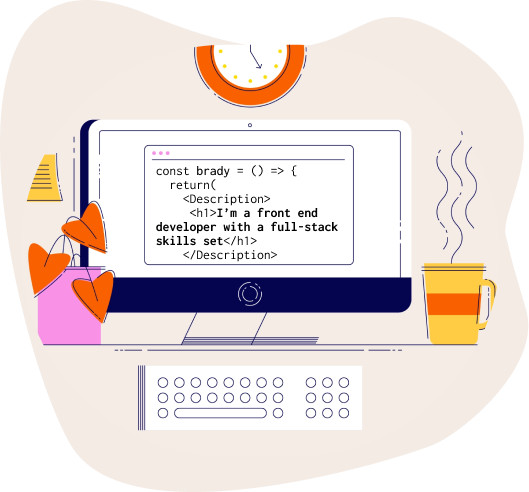 const brady = () => {
return(
<Description>
<h1>I'm a front end
developer with a full-stack
skills set</h1>
</Description>